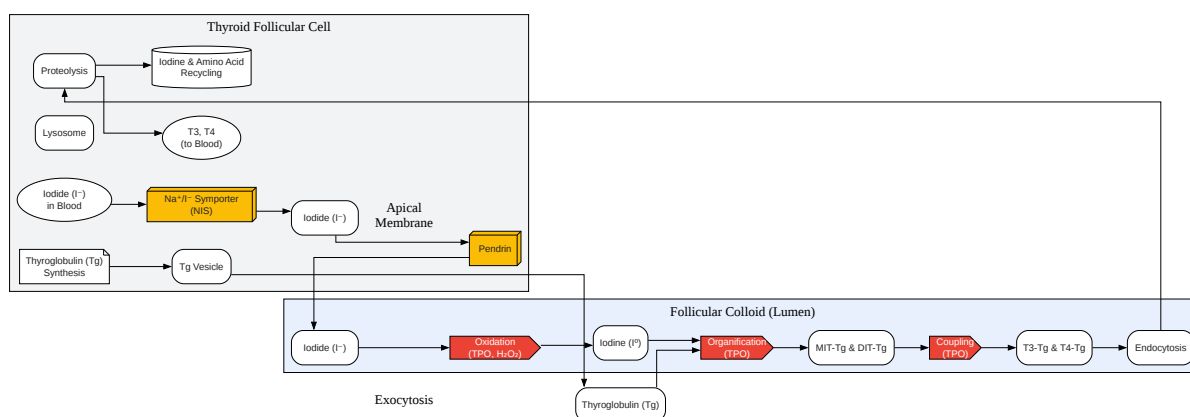 Thyroid Follicular Cell
Proteolysis
Iodine & Amino Acid
Recycling
Lysosome
T3, T4
(to Blood)
Iodide (I⁻)
in Blood
Na⁺/I⁻ Symporter
(NIS)
Iodide (I⁻)
Apical
Membrane
Pendrin
Thyroglobulin (Tg)
Synthesis
Tg Vesicle
Follicular Colloid (Lumen)
Iodide (I⁻)
Oxidation
(TPO, H₂O₂)
Iodine (I⁰)
Organification
(TPO)
MIT-Tg & DIT-Tg
Coupling
(TPO)
T3-Tg & T4-Tg
Endocytosis
Exocytosis
Thyroglobulin (Tg)